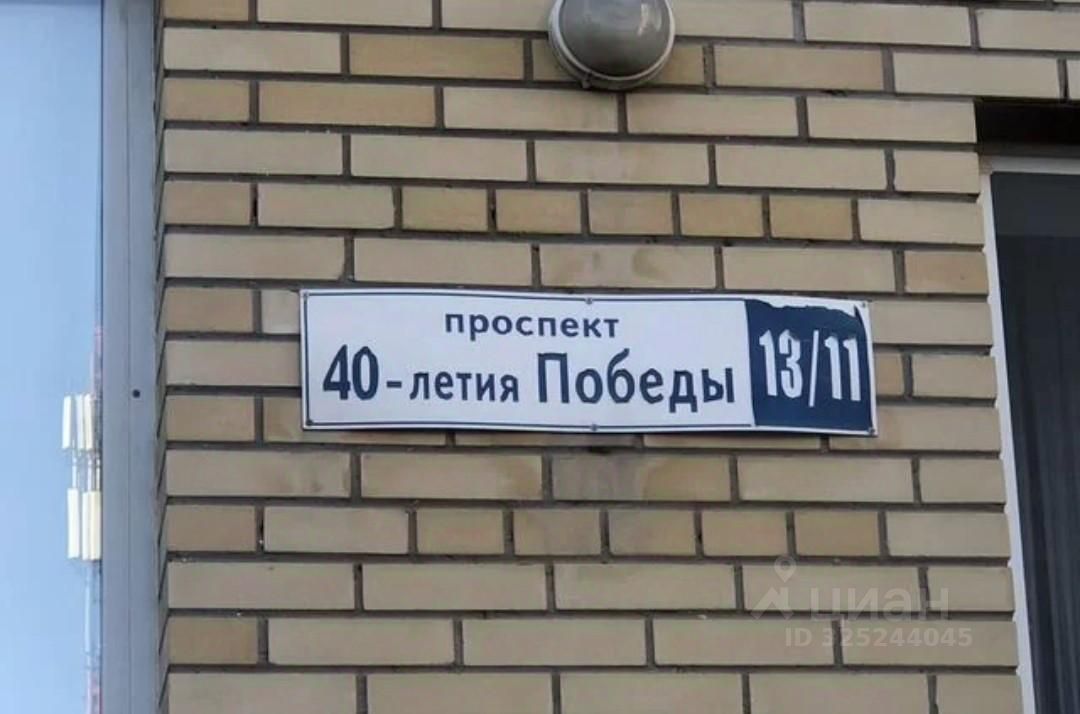 проспект
40-летия Победы
13/11
циан
ID 325244045